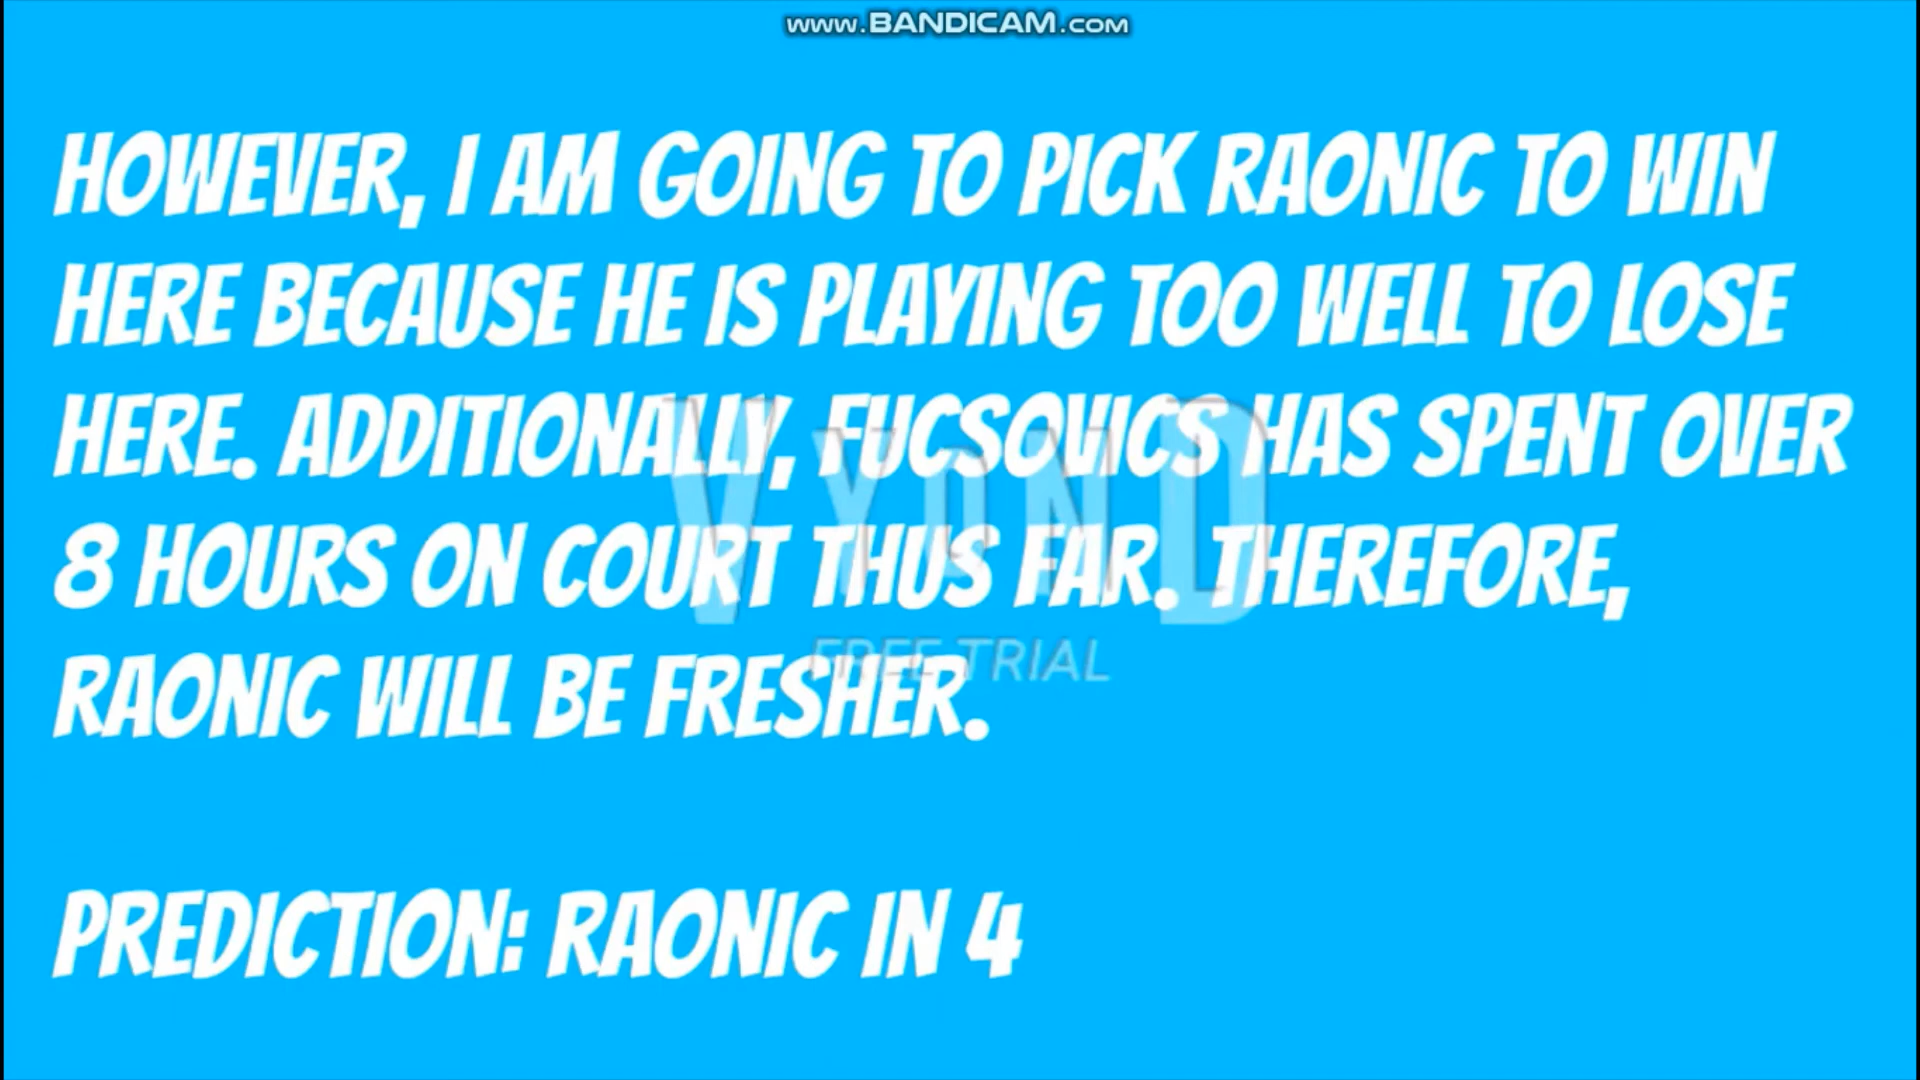 www.BANDICAM.com
HOWEVER, I AM GOING TO PICK RAONIC TO WIN
HERE BECAUSE HE IS PLAYING TOO WELL TO LOSE
HERE. ADDITIONALLY, FUCSOVICS HAS SPENT OVER
8 HOURS ON COURT THUS FAR. THEREFORE,
RAONIC WILL BE FRESHER.
VYOND
FREE TRIAL
PREDICTION: RAONIC IN 4